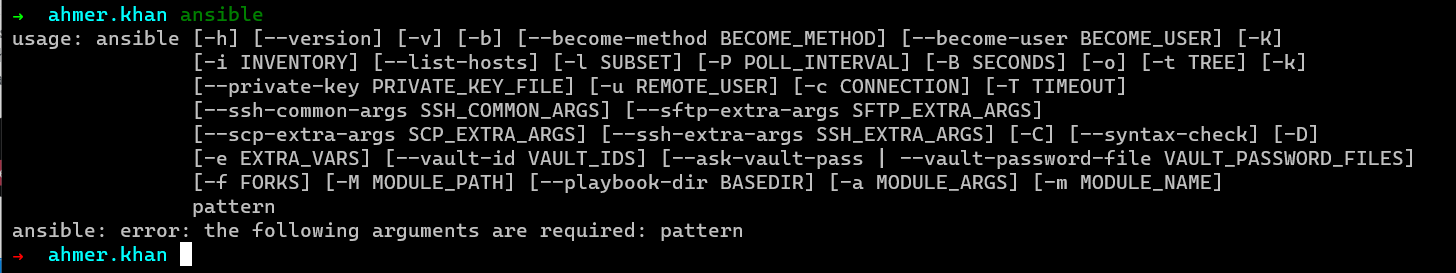 → ahmer.khan ansible
usage: ansible [-h] [--version] [-v] [-b] [--become-method BECOME_METHOD] [--become-user BECOME_USER] [-K]
               [-i INVENTORY] [--list-hosts] [-l SUBSET] [-P POLL_INTERVAL] [-B SECONDS] [-o] [-t TREE] [-k]
               [--private-key PRIVATE_KEY_FILE] [-u REMOTE_USER] [-c CONNECTION] [-T TIMEOUT]
               [--ssh-common-args SSH_COMMON_ARGS] [--sftp-extra-args SFTP_EXTRA_ARGS]
               [--scp-extra-args SCP_EXTRA_ARGS] [--ssh-extra-args SSH_EXTRA_ARGS] [-C] [--syntax-check] [-D]
               [-e EXTRA_VARS] [--vault-id VAULT_IDS] [--ask-vault-pass | --vault-password-file VAULT_PASSWORD_FILES]
               [-f FORKS] [-M MODULE_PATH] [--playbook-dir BASEDIR] [-a MODULE_ARGS] [-m MODULE_NAME]
               pattern
ansible: error: the following arguments are required: pattern
→ ahmer.khan